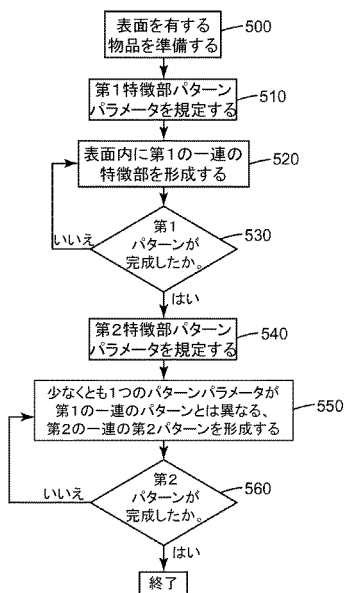 表面を有する
物品を準備する
500
第1特徴部パターン
パラメータを規定する
510
表面内に第1の一連の
特徴部を形成する
520
第1
パターンが
完成したか。
530
いいえ
はい
第2特徴部パターン
パラメータを規定する
540
少なくとも1つのパターンパラメータが
第1の一連のパターンとは異なる、
第2の一連の第2パターンを形成する
550
第2
パターンが
完成したか。
560
いいえ
はい
終了